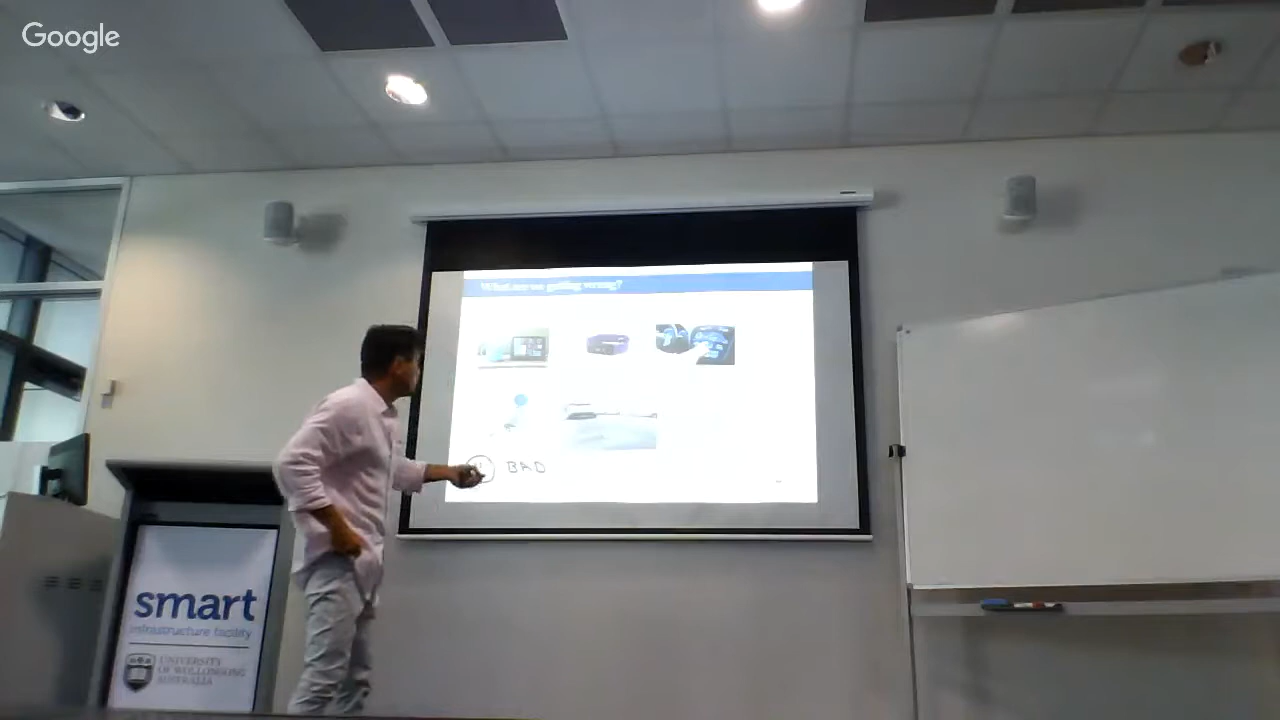 Google
What are we getting wrong?
BAD
smart
infrastructure facility
UNIVERSITY
OF WOLLONGONG
AUSTRALIA